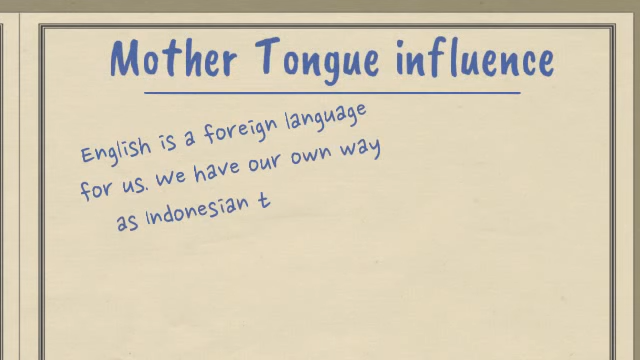 Mother Tongue influence
English is a foreign language
for us. We have our own way
as Indonesian t